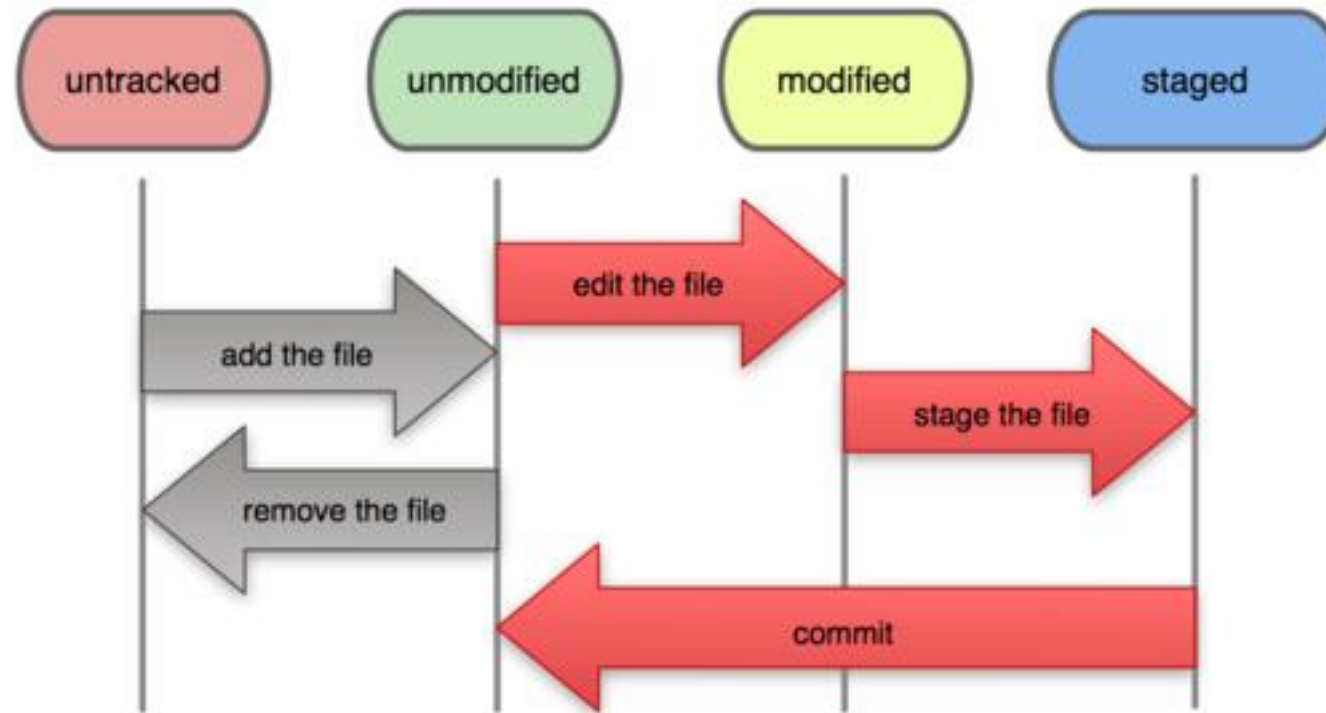 untracked
unmodified
modified
staged
edit the file
add the file
stage the file
remove the file
commit